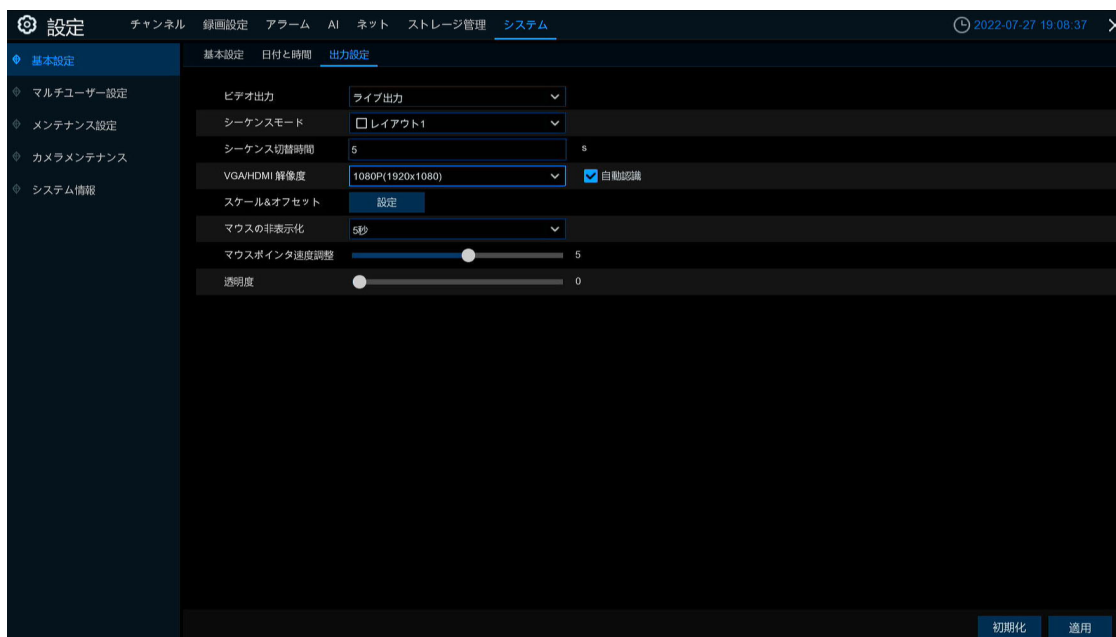 設定 チャンネル 録画設定 アラーム AI ネット ストレージ管理 システム 2022-07-27 19:08:37
基本設定 日付と時間 出力設定
基本設定
マルチユーザー設定
メンテナンス設定
カメラメンテナンス
システム情報
ビデオ出力 ライブ出力
シーケンスモード レイアウト1
シーケンス切替時間 5 s
VGA/HDMI 解像度 1080P(1920x1080) 自動認識
スケール&オフセット 設定
マウスの非表示化 5秒
マウスポインタ速度調整 5
透明度 0
初期化 適用